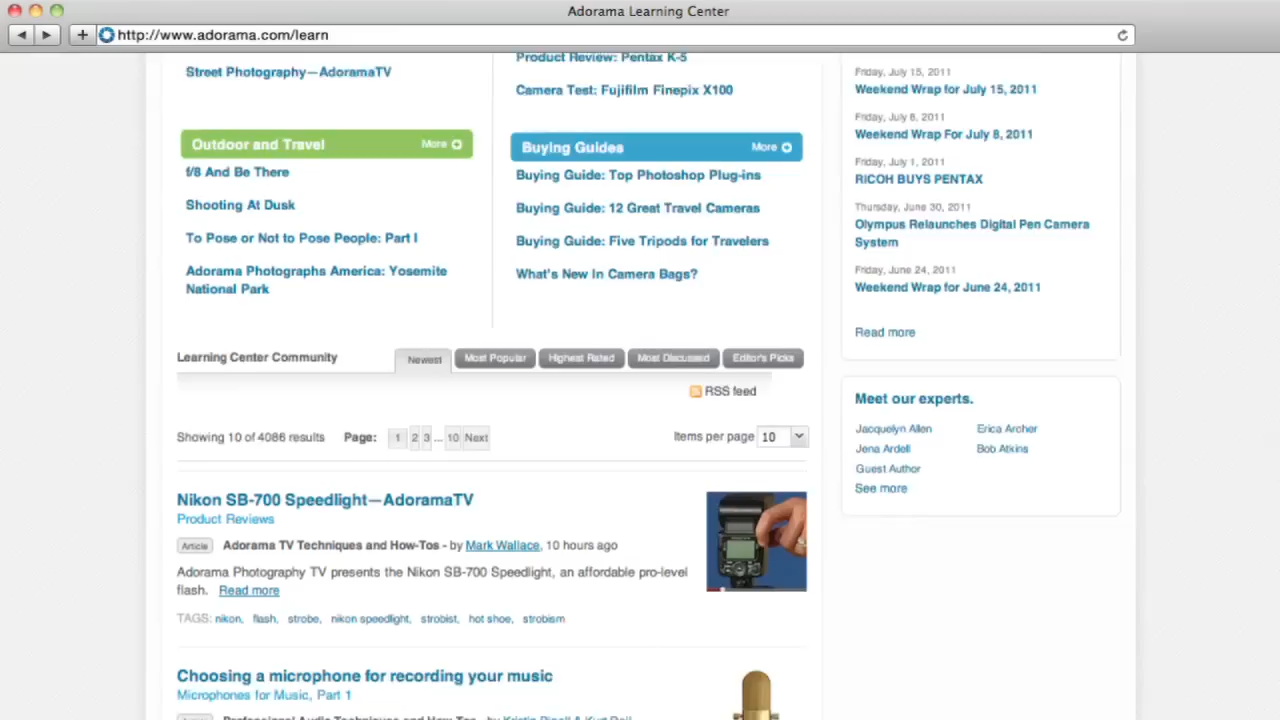 Adorama Learning Center
http://www.adorama.com/learn
Street Photography—AdoramaTV
Product Review: Pentax K-5
Camera Test: Fujifilm Finepix X100
Outdoor and Travel More
f/8 And Be There
Shooting At Dusk
To Pose or Not to Pose People: Part I
Adorama Photographs America: Yosemite
National Park
Buying Guides More
Buying Guide: Top Photoshop Plug-ins
Buying Guide: 12 Great Travel Cameras
Buying Guide: Five Tripods for Travelers
What's New In Camera Bags?
Friday, July 15, 2011
Weekend Wrap for July 15, 2011
Friday, July 8, 2011
Weekend Wrap For July 8, 2011
Friday, July 1, 2011
RICOH BUYS PENTAX
Thursday, June 30, 2011
Olympus Relaunches Digital Pen Camera
System
Friday, June 24, 2011
Weekend Wrap for June 24, 2011
Read more
Meet our experts.
Jacquelyn Allen Erica Archer
Jena Ardell Bob Atkins
Guest Author
See more
Learning Center Community Newest Most Popular Highest Rated Most Discussed Editor's Picks
RSS feed
Showing 10 of 4086 results Page: 1 2 3 ... 10 Next Items per page 10
Nikon SB-700 Speedlight—AdoramaTV
Product Reviews
Article Adorama TV Techniques and How-Tos - by Mark Wallace, 10 hours ago
Adorama Photography TV presents the Nikon SB-700 Speedlight, an affordable pro-level
flash. Read more
TAGS: nikon, flash, strobe, nikon speedlight, strobist, hot shoe, strobism
Choosing a microphone for recording your music
Microphones for Music, Part 1
Professional Audio Techniques and How-Tos - by Kristin